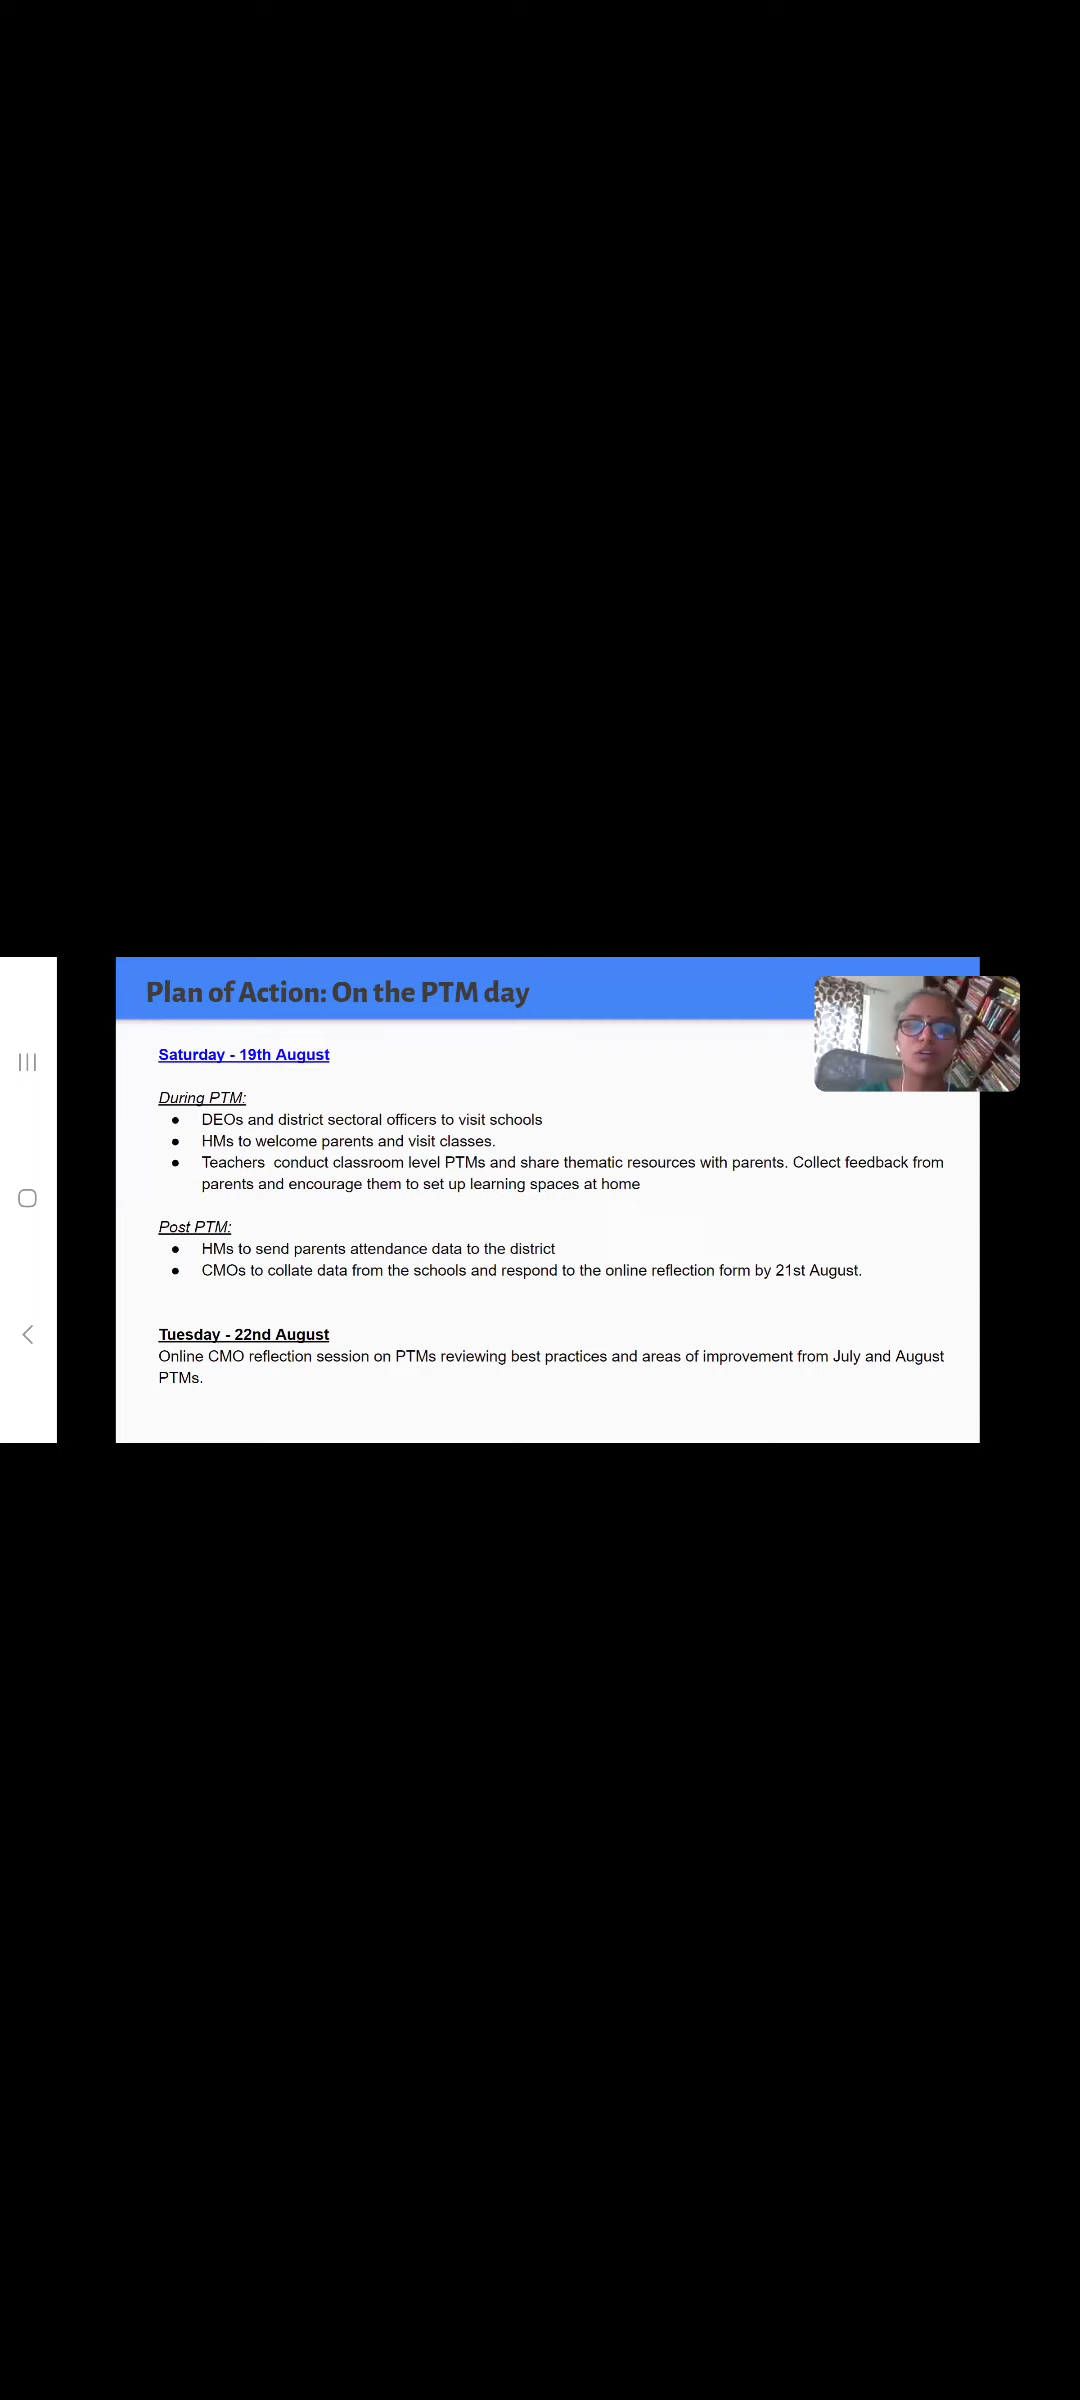 Plan of Action: On the PTM day
Saturday - 19th August
During PTM:
● DEOs and district sectoral officers to visit schools
● HMs to welcome parents and visit classes.
● Teachers  conduct classroom level PTMs and share thematic resources with parents. Collect feedback from
parents and encourage them to set up learning spaces at home
Post PTM:
● HMs to send parents attendance data to the district
● CMOs to collate data from the schools and respond to the online reflection form by 21st August.
Tuesday - 22nd August
Online CMO reflection session on PTMs reviewing best practices and areas of improvement from July and August
PTMs.